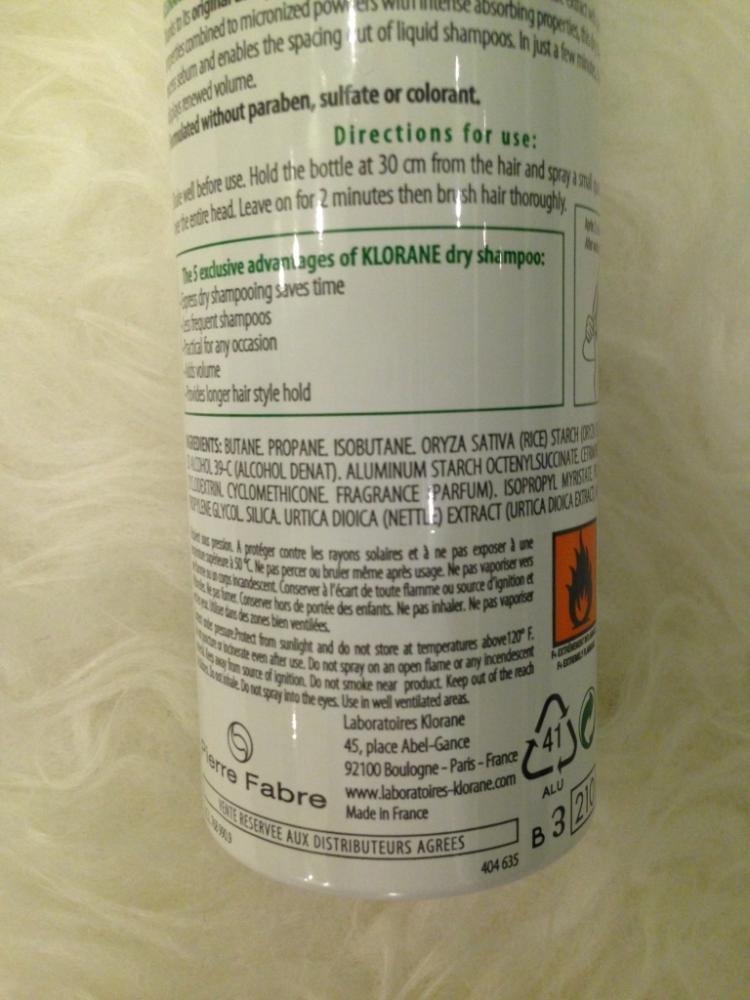 to its original
combined to micronized powders with intense absorbing properties, this
sebum and enables the spacing out of liquid shampoos. In just a few minutes,
renewed volume.
without paraben, sulfate or colorant.
Directions for use:
well before use. Hold the bottle at 30 cm from the hair and spray a small
the entire head. Leave on for 2 minutes then brush hair thoroughly.
The 5 exclusive advantages of KLORANE dry shampoo:
-Express dry shampooing saves time
-Less frequent shampoos
-Practical for any occasion
-Adds volume
-Provides longer hair style hold
INGREDIENTS: BUTANE. PROPANE. ISOBUTANE. ORYZA SATIVA (RICE) STARCH
ALCOHOL 39-C (ALCOHOL DENAT). ALUMINUM STARCH OCTENYLSUCCINATE.
CYCLOMETHICONE. FRAGRANCE (PARFUM). ISOPROPYL MYRISTATE.
GLYCOL. SILICA. URTICA DIOICA (NETTLE) EXTRACT (URTICA DIOICA EXTRACT)
sous pression. A protéger contre les rayons solaires et à ne pas exposer à une
supérieure à 50 °C. Ne pas percer ou bruler même après usage. Ne pas vaporiser vers
ou un corps incandescent. Conserver à l'écart de toute flamme ou source d'ignition et
Ne pas fumer. Conserver hors de portée des enfants. Ne pas inhaler. Ne pas vaporiser
yeux. Utiliser dans des zones bien ventilées.
under pressure.Protect from sunlight and do not store at temperatures above120° F.
puncture or incinerate even after use. Do not spray on an open flame or any incandescent
Keep away from source of ignition. Do not smoke near product. Keep out of the reach
Do not inhale. Do not spray into the eyes. Use in well ventilated areas.
Pierre Fabre
Laboratoires Klorane
45, place Abel-Gance
92100 Boulogne - Paris - France
www.laboratoires-klorane.com
Made in France
VENTE RESERVEE AUX DISTRIBUTEURS AGREES
404 635
41
ALU
B 3
210